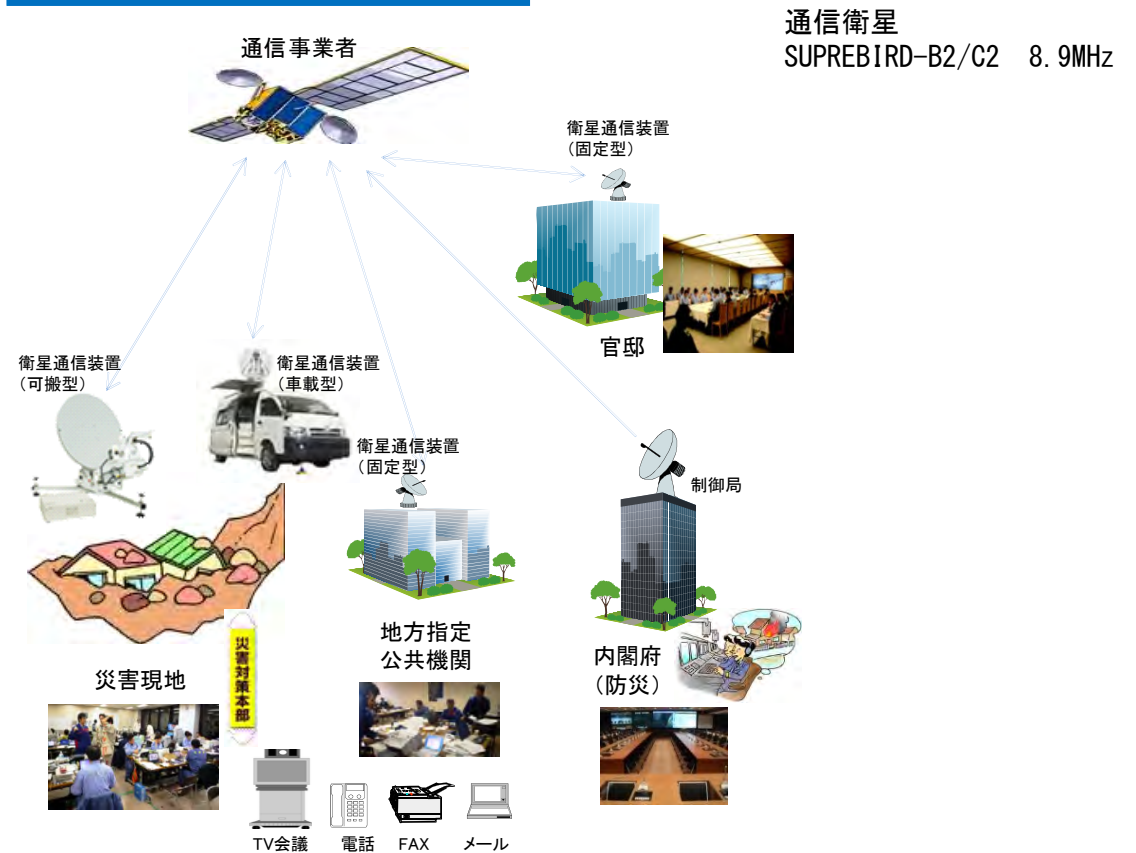 通信衛星
SUPREBIRD-B2/C2　8.9MHz
通信事業者
衛星通信装置
（固定型）
官邸
衛星通信装置
（可搬型）
衛星通信装置
（車載型）
衛星通信装置
（固定型）
制御局
災害対策本部
地方指定
公共機関
内閣府
（防災）
災害現地
TV会議
電話
FAX
メール